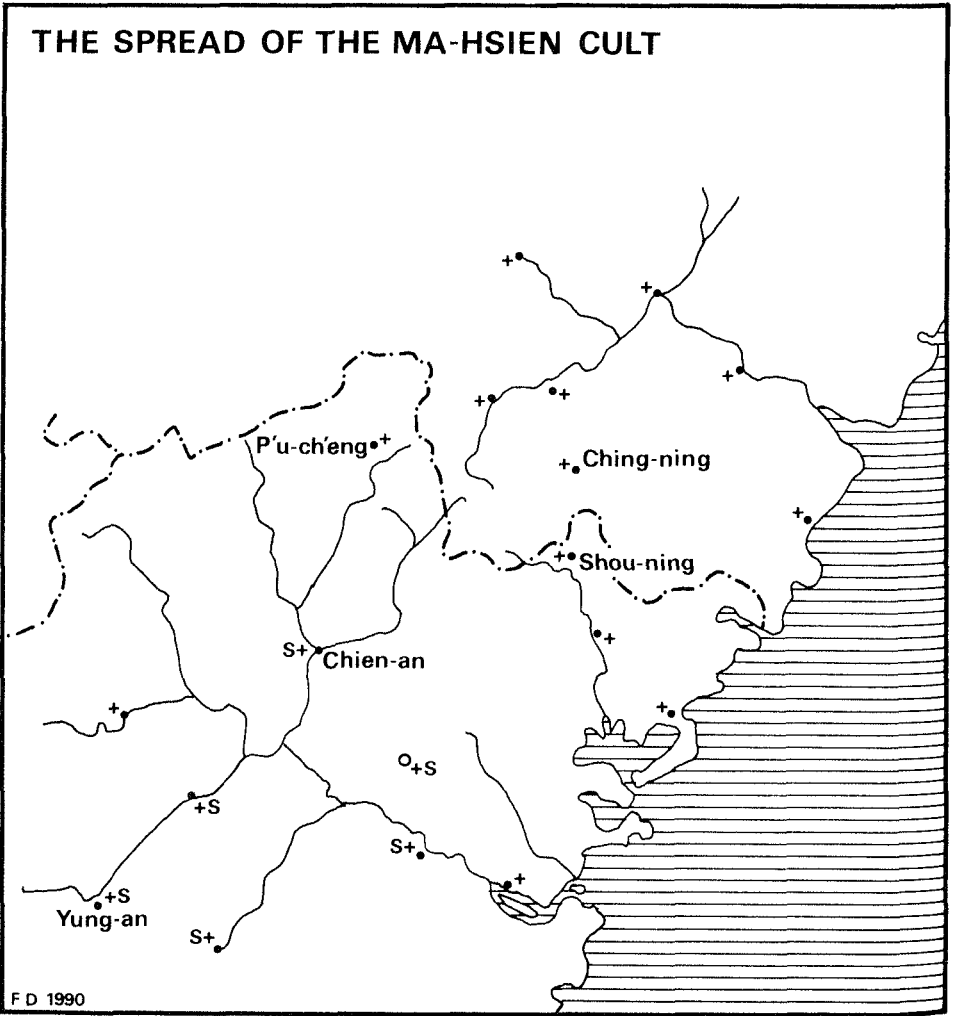 THE SPREAD OF THE MA-HSIEN CULT
+
+
+
+
+
P'u-ch'eng +
+ Ching-ning
+
+ Shou-ning
+
S+ Chien-an
+
+
+S
+S
S+
+S
+
Yung-an
S+
F D 1990